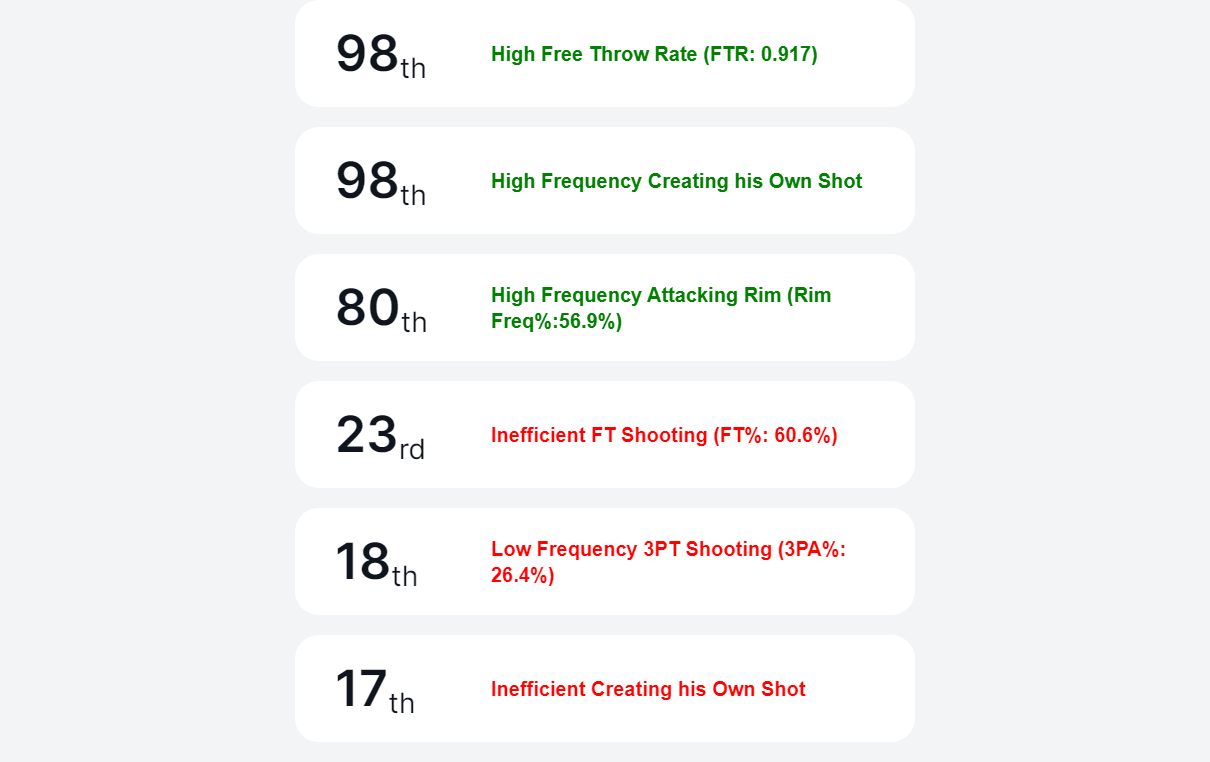 98th High Free Throw Rate (FTR: 0.917)
98th High Frequency Creating his Own Shot
80th High Frequency Attacking Rim (Rim
Freq%:56.9%)
23rd Inefficient FT Shooting (FT%: 60.6%)
18th Low Frequency 3PT Shooting (3PA%:
26.4%)
17th Inefficient Creating his Own Shot